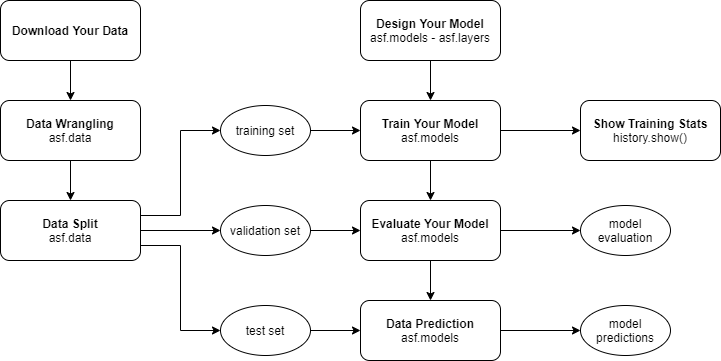 Download Your Data
Design Your Model
asf.models - asf.layers
Data Wrangling
asf.data
training set
Train Your Model
asf.models
Show Training Stats
history.show()
Data Split
asf.data
validation set
Evaluate Your Model
asf.models
model
evaluation
test set
Data Prediction
asf.models
model
predictions